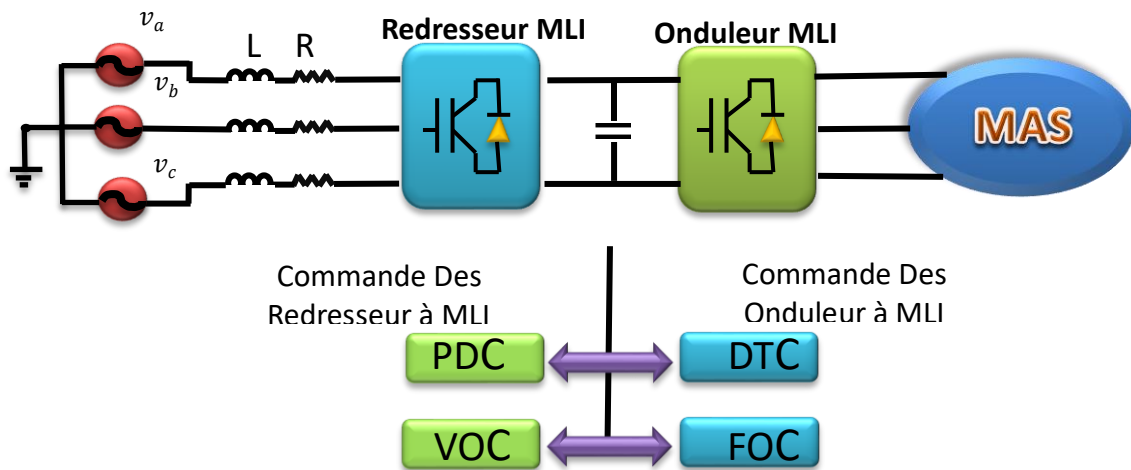 v_a
v_b
v_c
L R
Redresseur MLI
Onduleur MLI
MAS
Commande Des
Redresseur à MLI
Commande Des
Onduleur à MLI
PDC
DTC
VOC
FOC